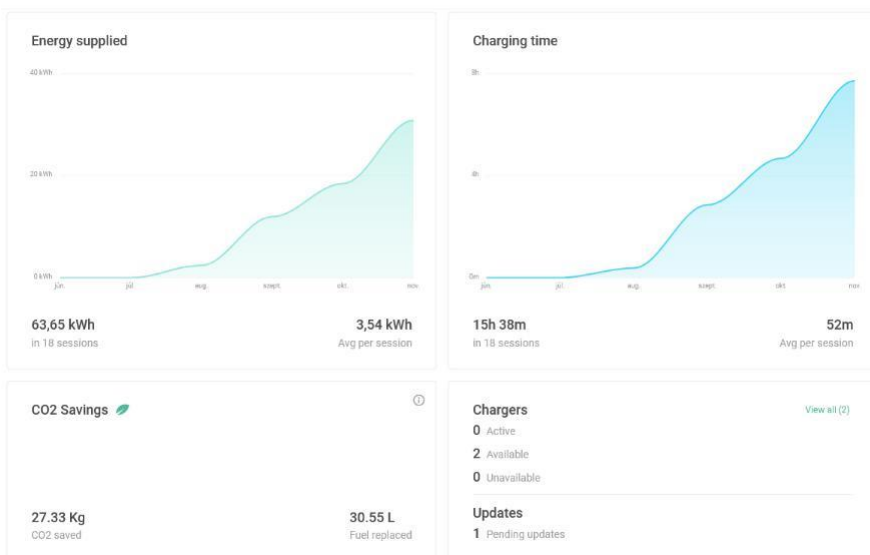 Energy supplied
40 kWh
20 kWh
0 kWh
jún. júl. aug. szept. okt. nov.
63,65 kWh 3,54 kWh
in 18 sessions Avg per session
Charging time
8h
4h
0m
jún. júl. aug. szept. okt. nov.
15h 38m 52m
in 18 sessions Avg per session
CO2 Savings
27.33 Kg 30.55 L
CO2 saved Fuel replaced
Chargers View all (2)
0 Active
2 Available
0 Unavailable
Updates
1 Pending updates